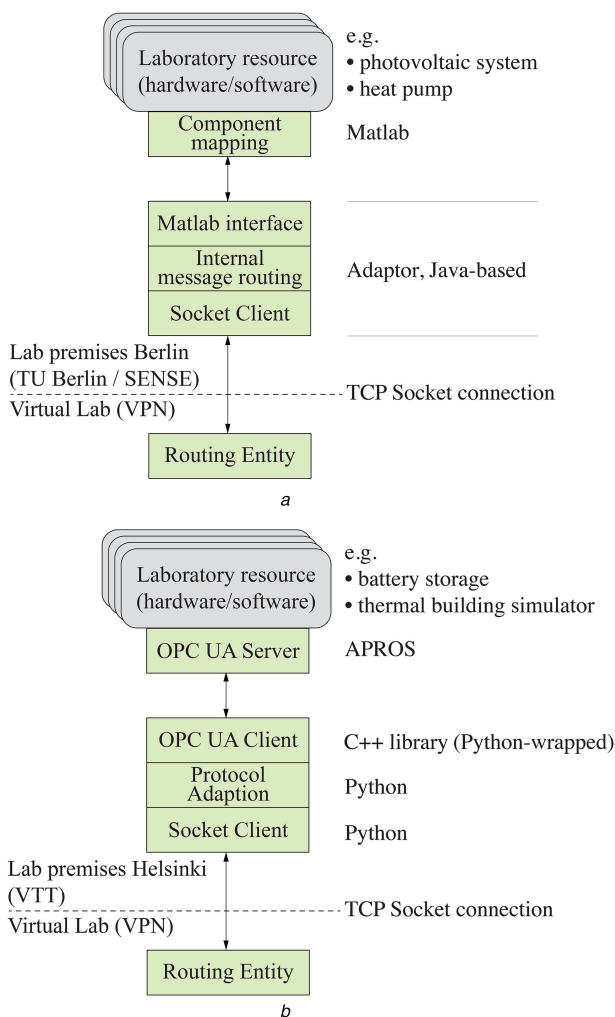 Laboratory resource
(hardware/software)
e.g.
• photovoltaic system
• heat pump
Component
mapping
Matlab
Matlab interface
Internal
message routing
Socket Client
Adaptor, Java-based
Lab premises Berlin
(TU Berlin / SENSE)
Virtual Lab (VPN)
TCP Socket connection
Routing Entity
a
Laboratory resource
(hardware/software)
e.g.
• battery storage
• thermal building simulator
OPC UA Server
APROS
OPC UA Client
C++ library (Python-wrapped)
Protocol
Adaption
Python
Socket Client
Python
Lab premises Helsinki
(VTT)
Virtual Lab (VPN)
TCP Socket connection
Routing Entity
b